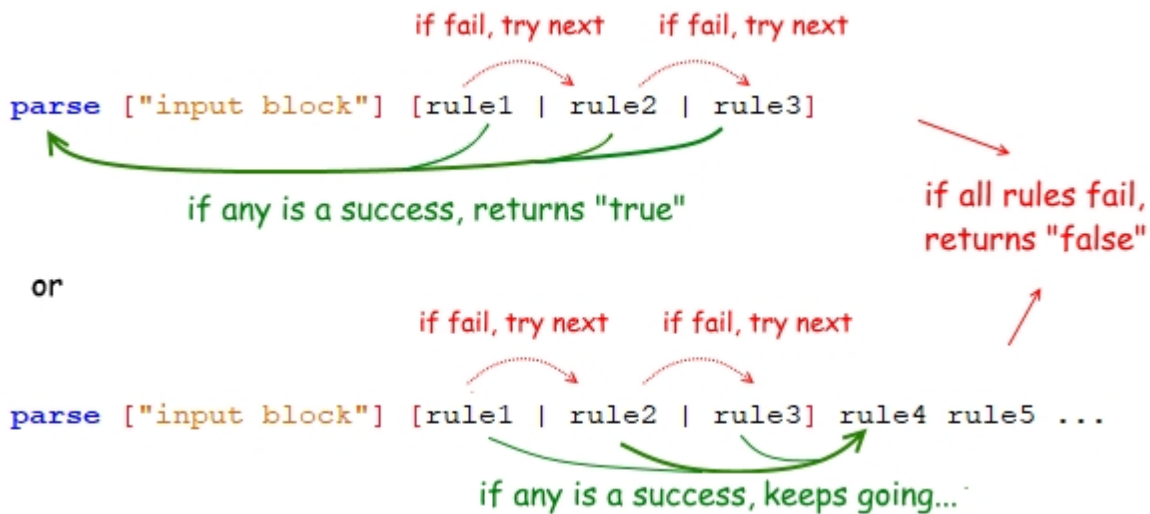 if fail, try next if fail, try next
parse ["input block"] [rule1 | rule2 | rule3]
if any is a success, returns "true"
if all rules fail,
returns "false"
or
if fail, try next if fail, try next
parse ["input block"] [rule1 | rule2 | rule3] rule4 rule5 ...
if any is a success, keeps going...